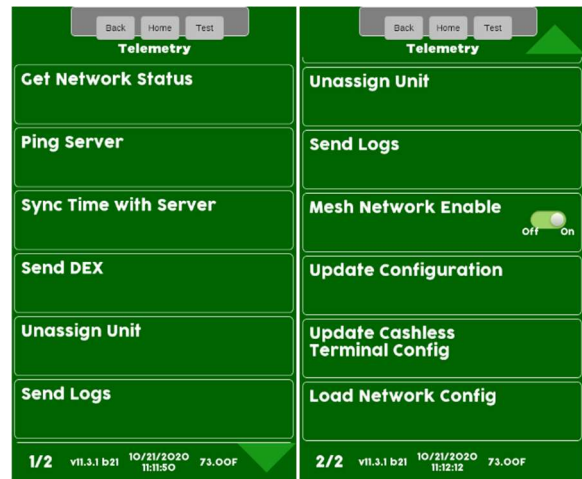 Back Home Test
Telemetry
Get Network Status
Ping Server
Sync Time with Server
Send DEX
Unassign Unit
Send Logs
1/2 v11.3.1 b21 10/21/2020 73.00F
11:11:50
Back Home Test
Telemetry
Unassign Unit
Send Logs
Mesh Network Enable
Off On
Update Configuration
Update Cashless
Terminal Config
Load Network Config
2/2 v11.3.1 b21 10/21/2020 73.00F
11:12:12